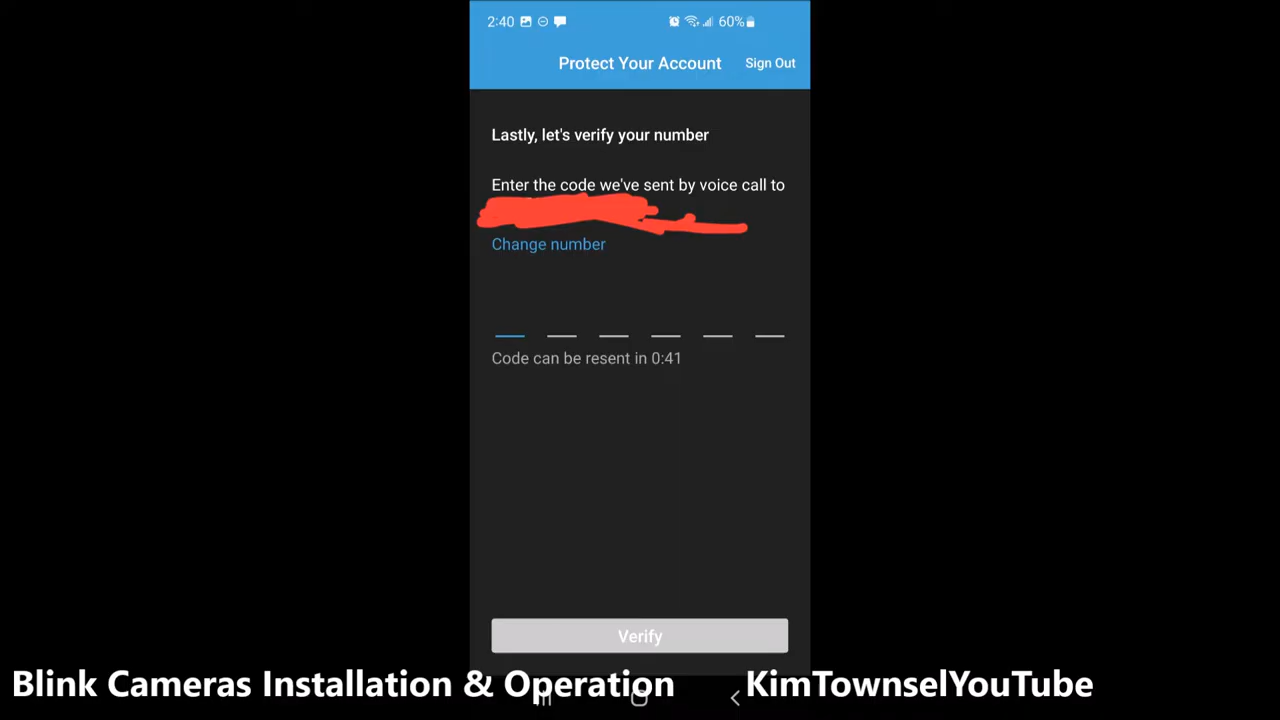 2:40 60%
Protect Your Account Sign Out
Lastly, let's verify your number
Enter the code we've sent by voice call to
Change number
Code can be resent in 0:41
Verify
Blink Cameras Installation & Operation KimTownselYouTube